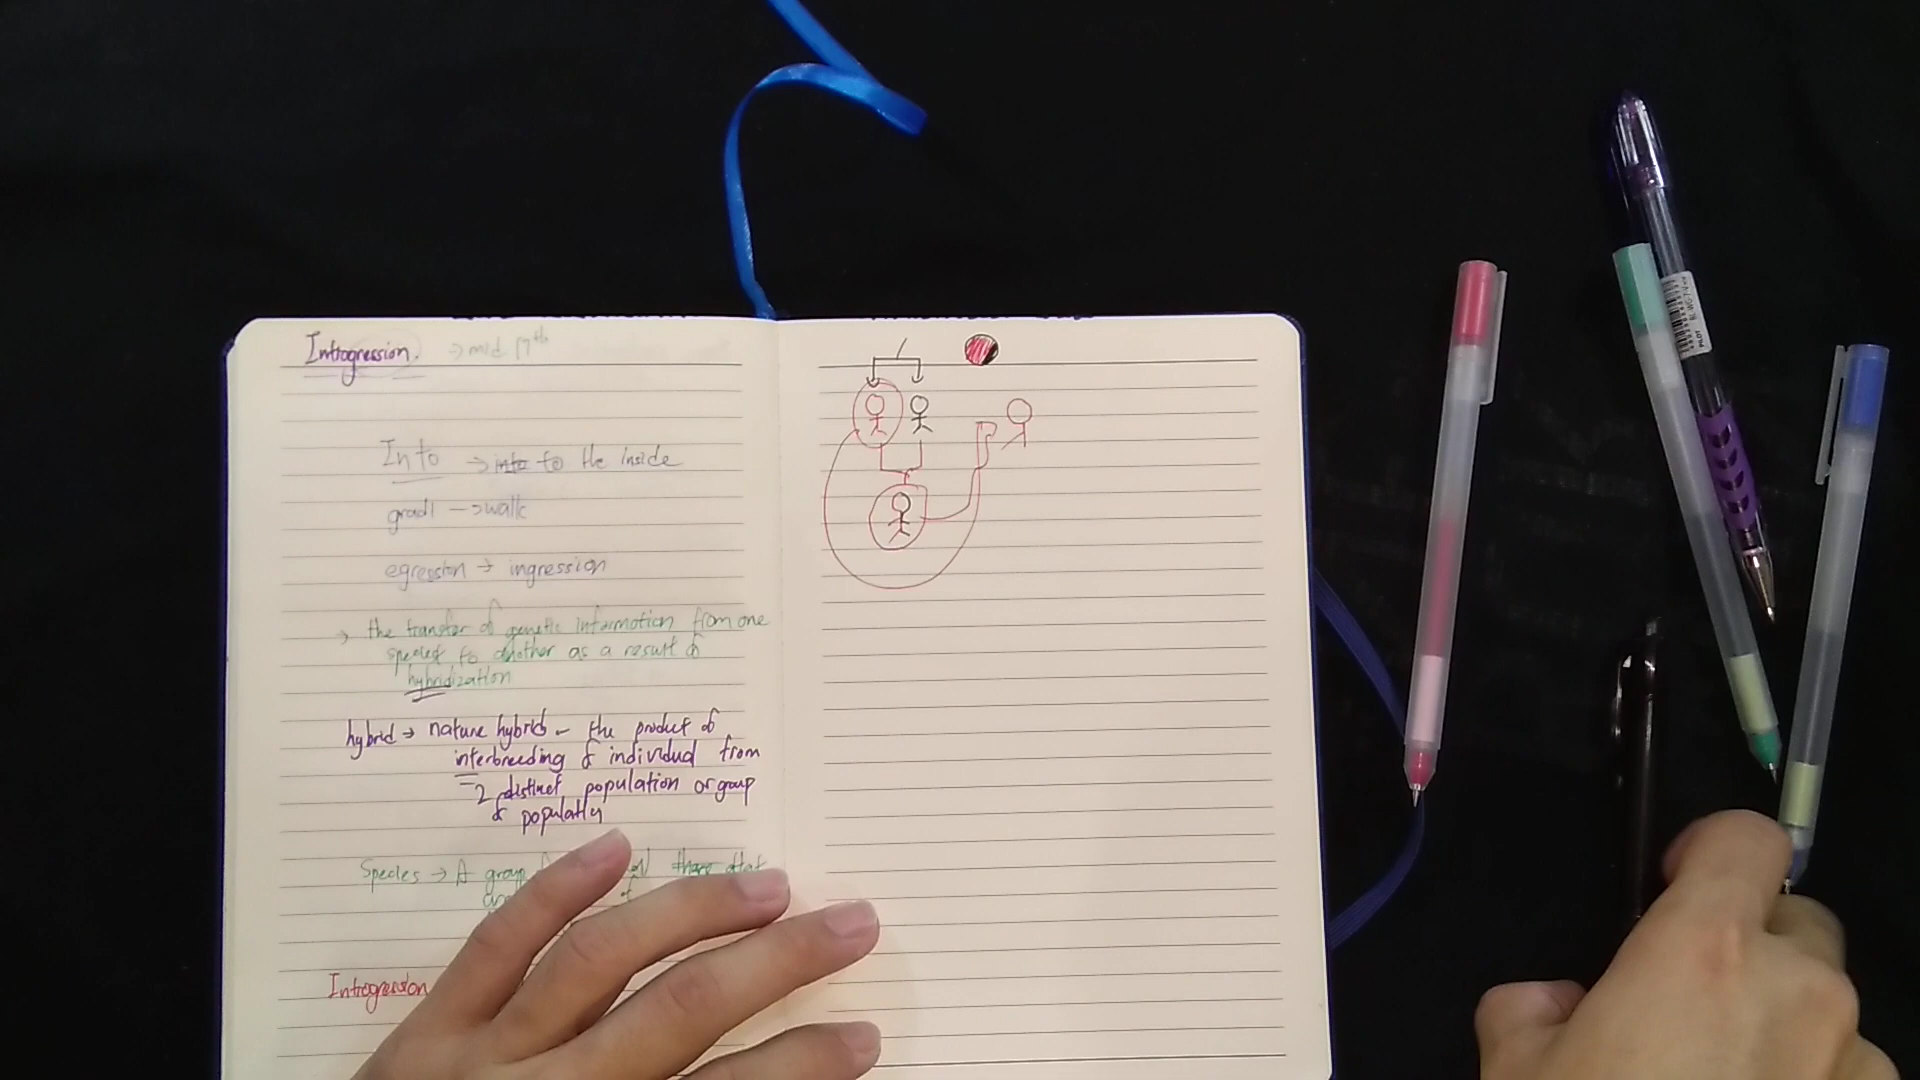 Introgression. → mid 17th
Into → into to the inside
gradi → walk
egression → ingression
→ the transfer of genetic information from one
species to another as a result of
hybridization
hybrid → nature hybrid - the product of
interbreeding of individual from
2 distinct population or group
of
Species → A group
Introgression
PILOT